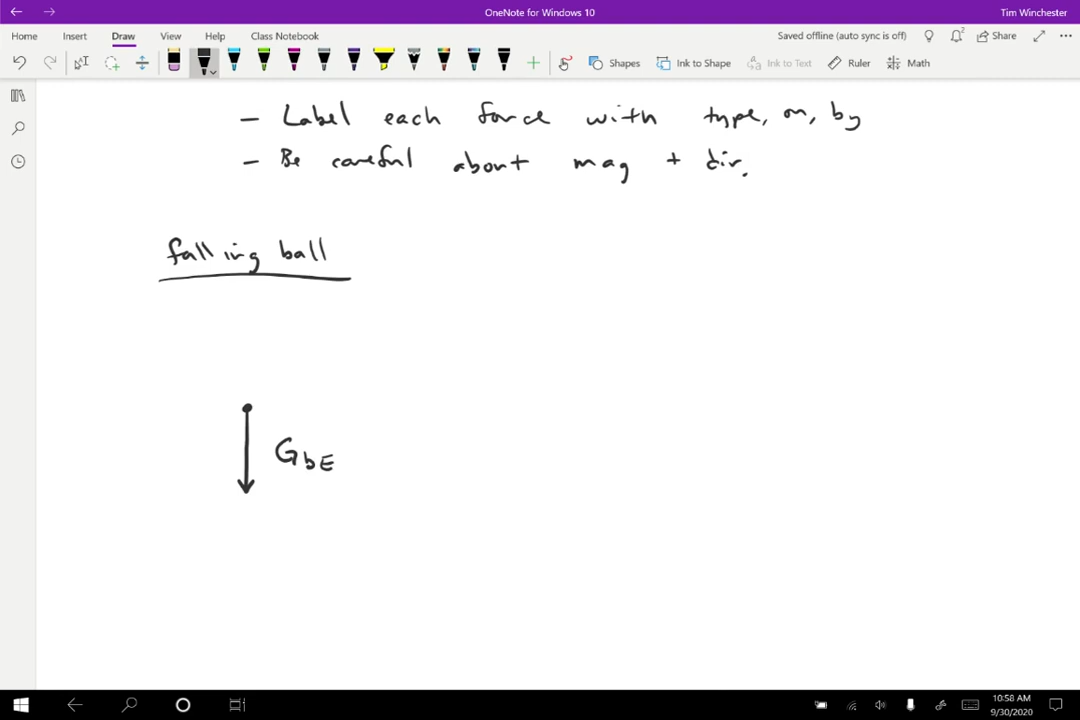 OneNote for Windows 10
Tim Winchester
Home Insert Draw View Help Class Notebook
Saved offline (auto sync is off) Share
Shapes Ink to Shape Ink to Text Ruler Math
- Label each force with type, on, by
- Be careful about mag + dir.
falling ball
GbE
10:58 AM
9/30/2020